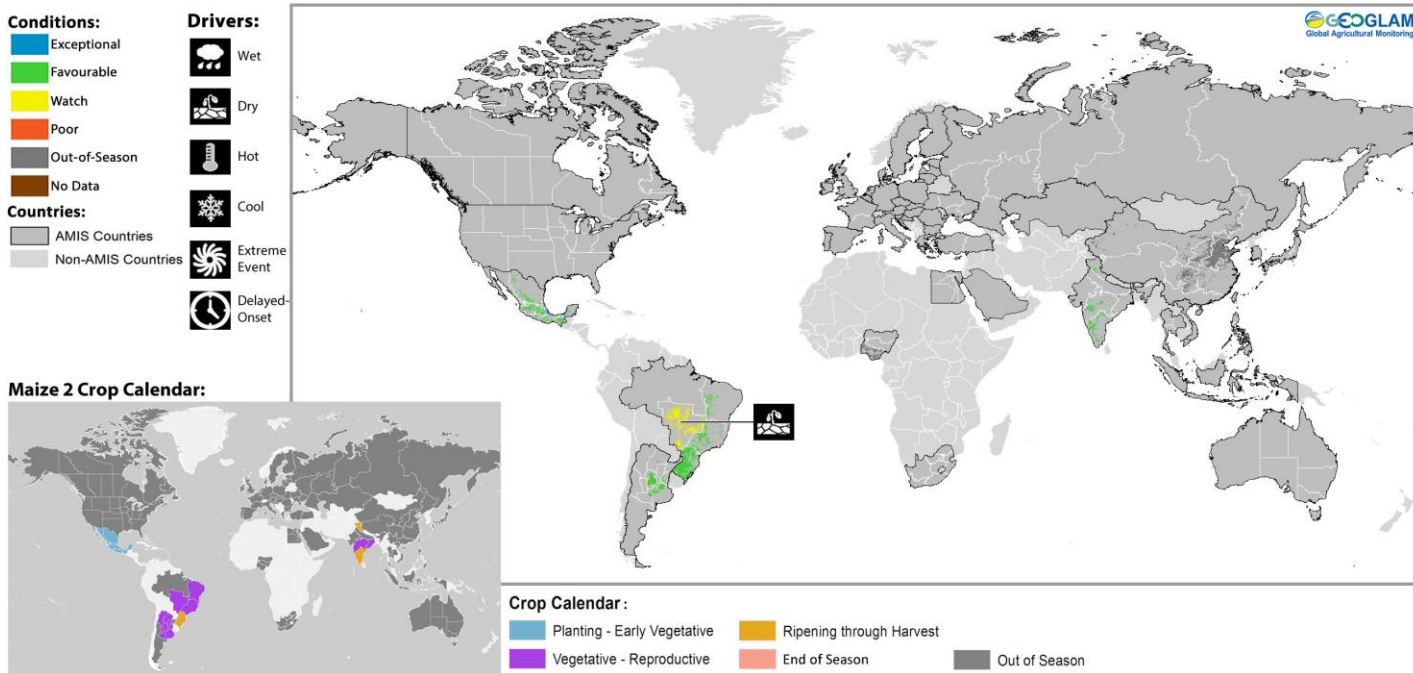 Conditions:
Exceptional
Favourable
Watch
Poor
Out-of-Season
No Data
Countries:
AMIS Countries
Non-AMIS Countries
Drivers:
Wet
Dry
Hot
Cool
Extreme
Event
Delayed-
Onset
GEOGLAM
Global Agricultural Monitoring
Maize 2 Crop Calendar:
Crop Calendar :
Planting - Early Vegetative
Vegetative - Reproductive
Ripening through Harvest
End of Season
Out of Season